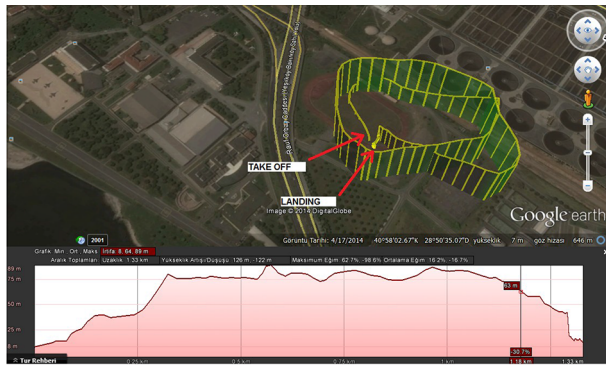 TAKE OFF
LANDING
Image © 2014 DigitalGlobe
Google earth
2001
Görüntü Tarihi: 4/17/2014 40°58'02.67"K 28°50'35.07"D yükseklik 7 m göz hizası 646 m
Grafik Min : Ort : Maks İrtifa 8, 64, 89 m
Aralık Toplamları Uzaklık 1.33 km Yükseklik Artışı/Düşüşü 126 m, -122 m Maksimum Eğim 62.7%, -98.6% Ortalama Eğim 16.2%, -16.7%
89 m
75 m
50 m
25 m
8 m
63 m
-30.7%
Tur Rehberi
0.25 km
0.5 km
0.75 km
1 km
1.18 km
1.33 km